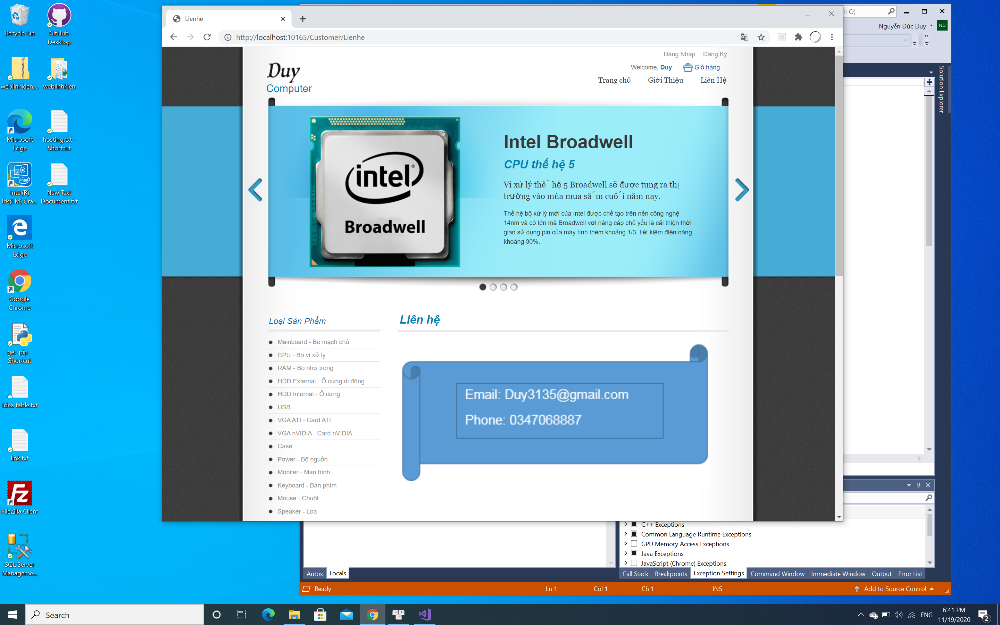 Recycle Bin
GitHub
Desktop
weblinhkien....
weblinhkien
Microsoft
Edge
hosting.txt -
Shortcut
Intel(R)
Iris(TM) Gra...
New Text
Document.txt
Microsoft
Edge
Google
Chrome
get-pip -
Shortcut
Idea table.txt
link.txt
FileZilla Client
SQL Server
Manageme...
Lienhe
http://localhost:10165/Customer/Lienhe
l+Q)
Nguyễn Đức Duy
ND
Solution Explorer
Đăng Nhập Đăng Ký
Welcome, Duy Giỏ hàng
Trang chủ Giới Thiệu Liên Hệ
Duy
Computer
intel
Broadwell
Intel Broadwell
CPU thế hệ 5
Vi xử lý thế hệ 5 Broadwell sẽ được tung ra thị
trường vào mùa mua sắm cuối năm nay.
Thế hệ bộ xử lý mới của Intel được chế tạo trên nền công nghệ
14nm và có tên mã Broadwell với nâng cấp chủ yếu là cải thiện thời
gian sử dụng pin của máy tính thêm khoảng 1/3, tiết kiệm điện năng
khoảng 30%.
Loại Sản Phẩm
Mainboard - Bo mạch chủ
CPU - Bộ vi xử lý
RAM - Bộ nhớ trong
HDD External - Ổ cứng di động
HDD Internal - Ổ cứng
USB
VGA ATI - Card ATI
VGA nVIDIA - Card nVIDIA
Case
Power - Bộ nguồn
Moniter - Màn hính
Keyboard - Bàn phím
Mouse - Chuột
Speaker - Loa
Liên hệ
Email: Duy3135@gmail.com
Phone: 0347068887
C++ Exceptions
Common Language Runtime Exceptions
GPU Memory Access Exceptions
Java Exceptions
JavaScript (Chrome) Exceptions
Autos Locals
Call Stack Breakpoints Exception Settings Command Window Immediate Window Output Error List
Ready Ln 1 Col 1 Ch 1 INS Add to Source Control
Search
ENG
6:41 PM
11/19/2020
2